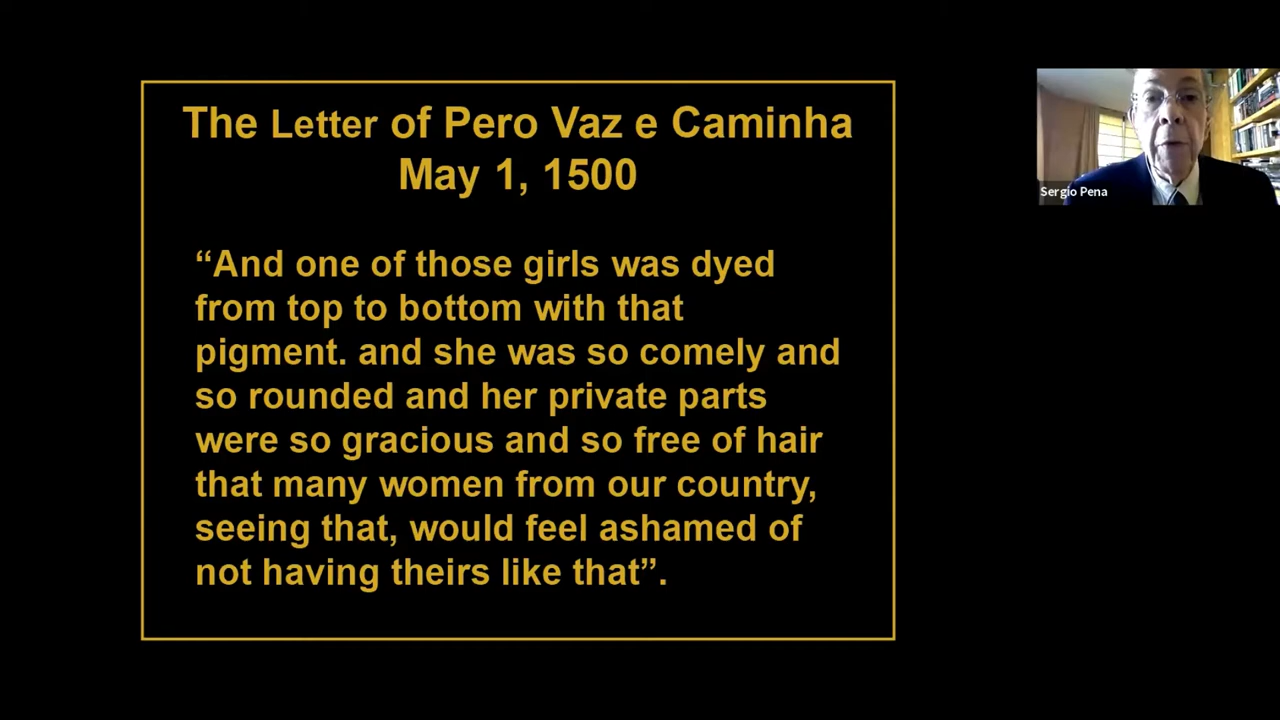 The Letter of Pero Vaz e Caminha
May 1, 1500
“And one of those girls was dyed
from top to bottom with that
pigment. and she was so comely and
so rounded and her private parts
were so gracious and so free of hair
that many women from our country,
seeing that, would feel ashamed of
not having theirs like that”.
Sergio Pena